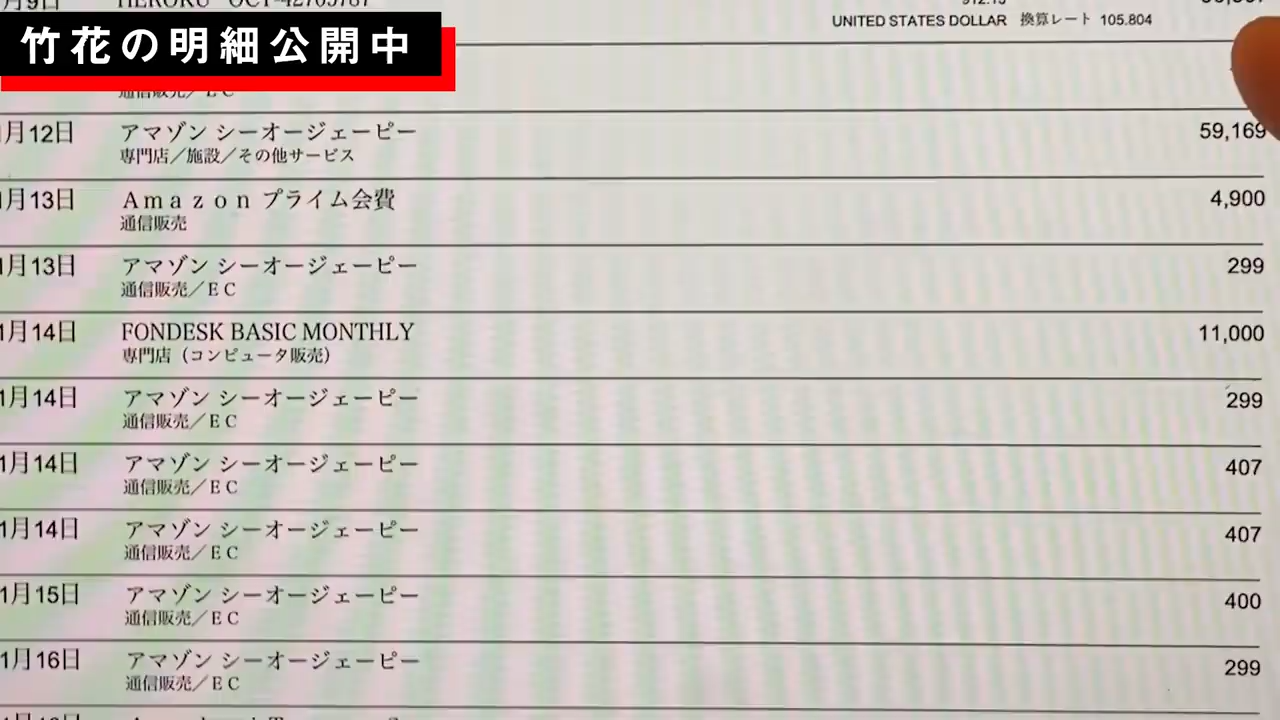 竹花の明細公開中
月9日
UNITED STATES DOLLAR 換算レート 105.804
通信販売／ＥＣ
月12日 アマゾン シーオージェーピー 59,169
専門店／施設／その他サービス
月13日 Ａｍａｚｏｎ プライム会費 4,900
通信販売
1月13日 アマゾン シーオージェーピー 299
通信販売／ＥＣ
1月14日 FONDESK BASIC MONTHLY 11,000
専門店（コンピュータ販売）
1月14日 アマゾン シーオージェーピー 299
通信販売／ＥＣ
1月14日 アマゾン シーオージェーピー 407
通信販売／ＥＣ
1月14日 アマゾン シーオージェーピー 407
通信販売／ＥＣ
1月15日 アマゾン シーオージェーピー 400
通信販売／ＥＣ
1月16日 アマゾン シーオージェーピー 299
通信販売／ＥＣ